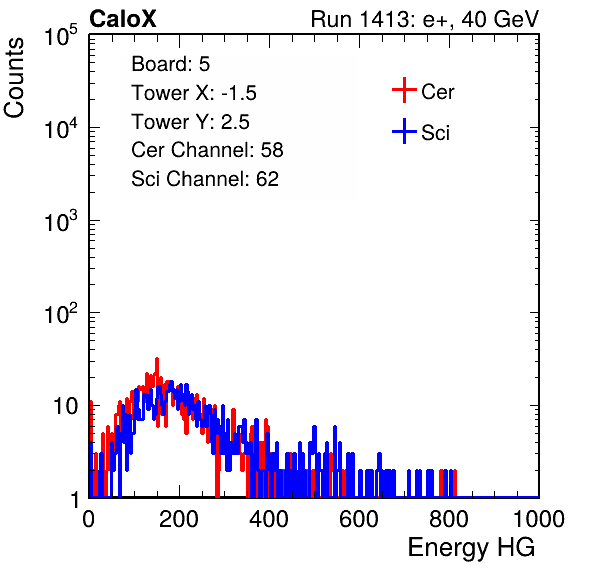 CaloX Run 1413: e+, 40 GeV
Counts
Board: 5
Tower X: -1.5
Tower Y: 2.5
Cer Channel: 58
Sci Channel: 62
Cer
Sci
10^5
10^4
10^3
10^2
10
1
0 200 400 600 800 1000
Energy HG